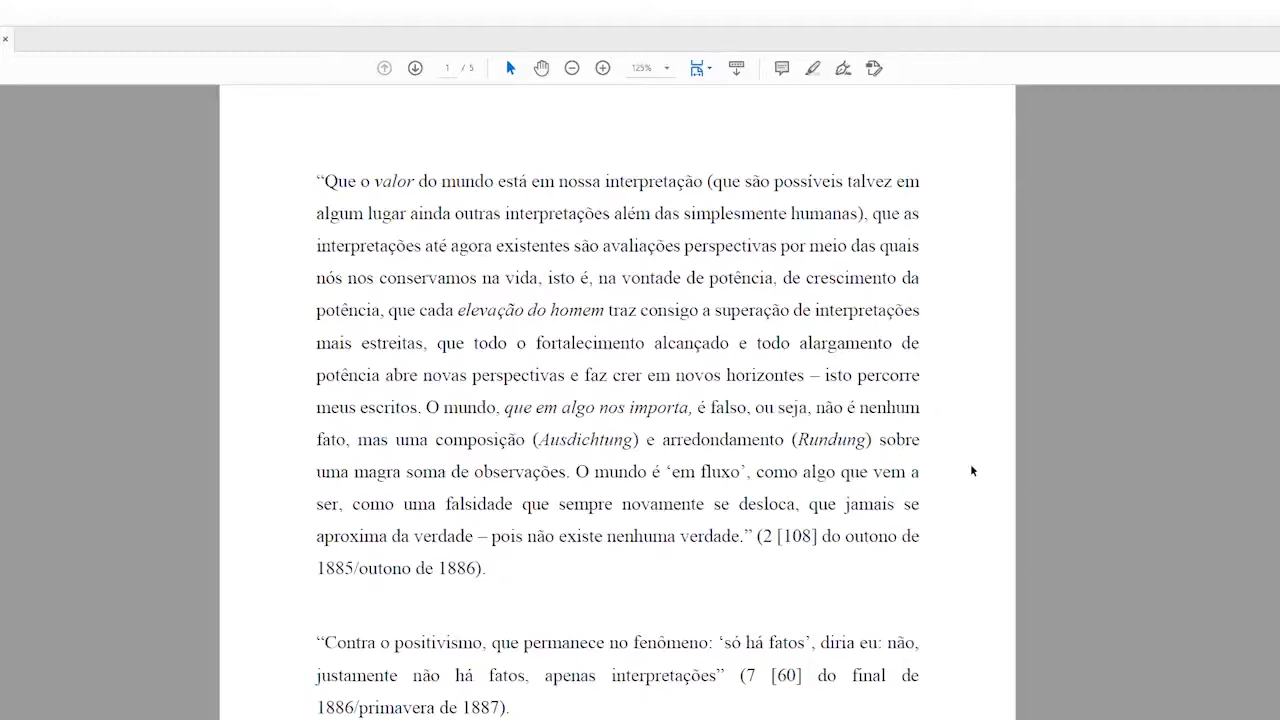 1 / 5
125%
“Que o valor do mundo está em nossa interpretação (que são possíveis talvez em
algum lugar ainda outras interpretações além das simplesmente humanas), que as
interpretações até agora existentes são avaliações perspectivas por meio das quais
nós nos conservamos na vida, isto é, na vontade de potência, de crescimento da
potência, que cada elevação do homem traz consigo a superação de interpretações
mais estreitas, que todo o fortalecimento alcançado e todo alargamento de
potência abre novas perspectivas e faz crer em novos horizontes – isto percorre
meus escritos. O mundo, que em algo nos importa, é falso, ou seja, não é nenhum
fato, mas uma composição (Ausdichtung) e arredondamento (Rundung) sobre
uma magra soma de observações. O mundo é ‘em fluxo’, como algo que vem a
ser, como uma falsidade que sempre novamente se desloca, que jamais se
aproxima da verdade – pois não existe nenhuma verdade.” (2 [108] do outono de
1885/outono de 1886).
“Contra o positivismo, que permanece no fenômeno: ‘só há fatos’, diria eu: não,
justamente não há fatos, apenas interpretações” (7 [60] do final de
1886/primavera de 1887).